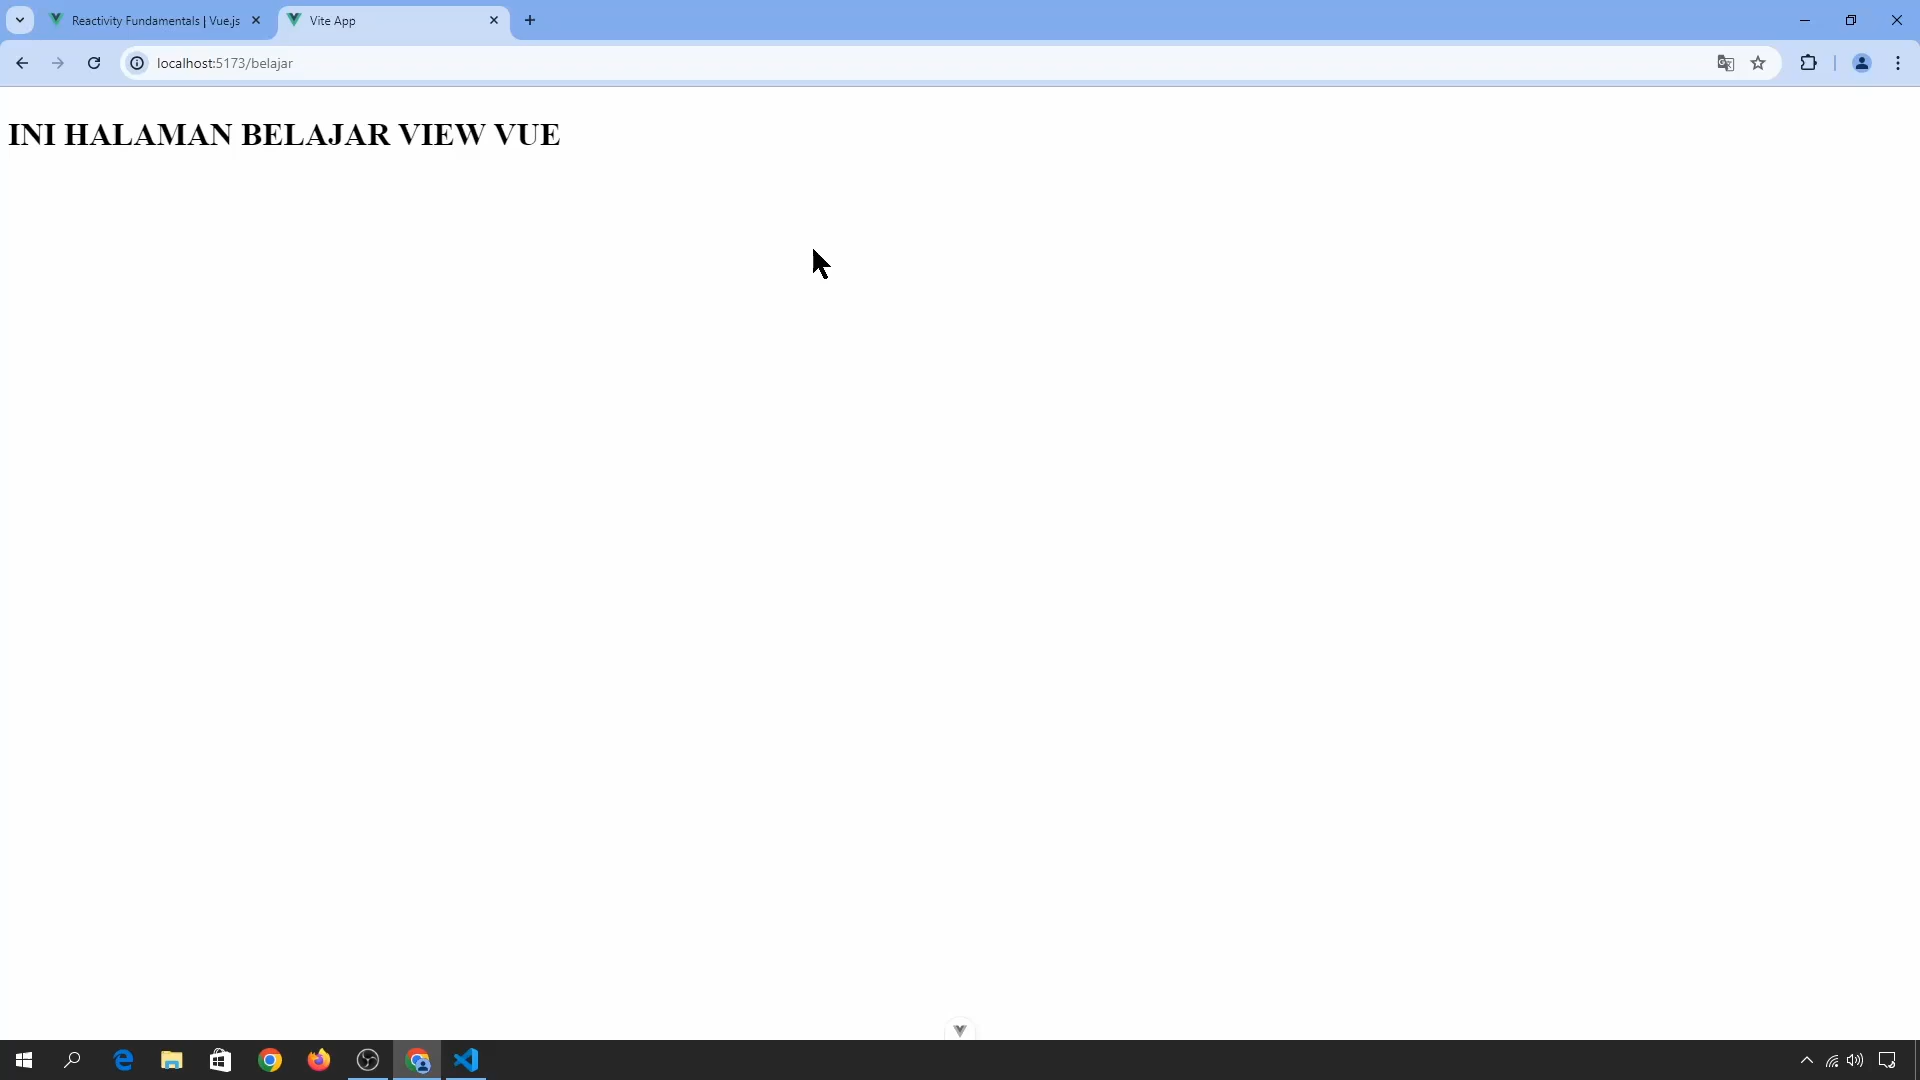 Reactivity Fundamentals | Vue.js
Vite App
localhost:5173/belajar
INI HALAMAN BELAJAR VIEW VUE